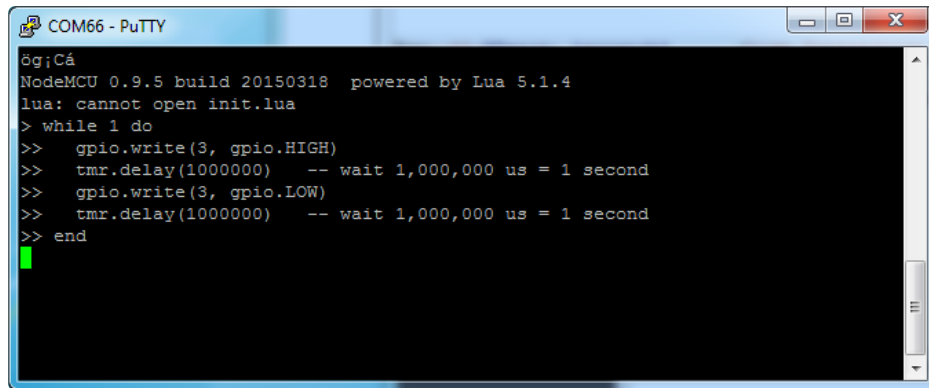 COM66 - PuTTY
ög¡Cá
NodeMCU 0.9.5 build 20150318  powered by Lua 5.1.4
lua: cannot open init.lua
> while 1 do
>>   gpio.write(3, gpio.HIGH)
>>   tmr.delay(1000000)   -- wait 1,000,000 us = 1 second
>>   gpio.write(3, gpio.LOW)
>>   tmr.delay(1000000)   -- wait 1,000,000 us = 1 second
>> end